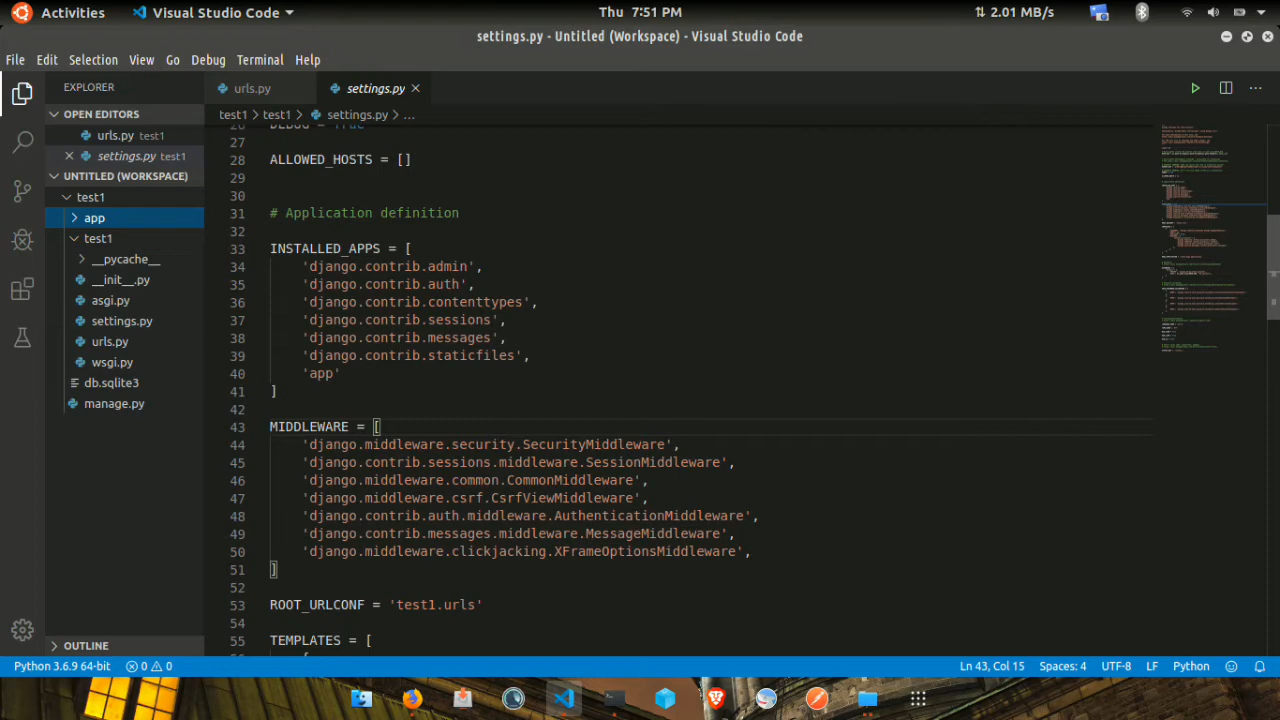 Activities Visual Studio Code Thu 7:51 PM 2.01 MB/s
settings.py - Untitled (Workspace) - Visual Studio Code
File Edit Selection View Go Debug Terminal Help
EXPLORER
OPEN EDITORS
urls.py test1
settings.py test1
UNTITLED (WORKSPACE)
test1
app
test1
__pycache__
__init__.py
asgi.py
settings.py
urls.py
wsgi.py
db.sqlite3
manage.py
OUTLINE
urls.py settings.py
test1 > test1 > settings.py > ...
26 DEBUG = True
27
28 ALLOWED_HOSTS = []
29
30
31 # Application definition
32
33 INSTALLED_APPS = [
34 'django.contrib.admin',
35 'django.contrib.auth',
36 'django.contrib.contenttypes',
37 'django.contrib.sessions',
38 'django.contrib.messages',
39 'django.contrib.staticfiles',
40 'app'
41 ]
42
43 MIDDLEWARE = [
44 'django.middleware.security.SecurityMiddleware',
45 'django.contrib.sessions.middleware.SessionMiddleware',
46 'django.middleware.common.CommonMiddleware',
47 'django.middleware.csrf.CsrfViewMiddleware',
48 'django.contrib.auth.middleware.AuthenticationMiddleware',
49 'django.contrib.messages.middleware.MessageMiddleware',
50 'django.middleware.clickjacking.XFrameOptionsMiddleware',
51 ]
52
53 ROOT_URLCONF = 'test1.urls'
54
55 TEMPLATES = [
Python 3.6.9 64-bit 0 0 Ln 43, Col 15 Spaces: 4 UTF-8 LF Python